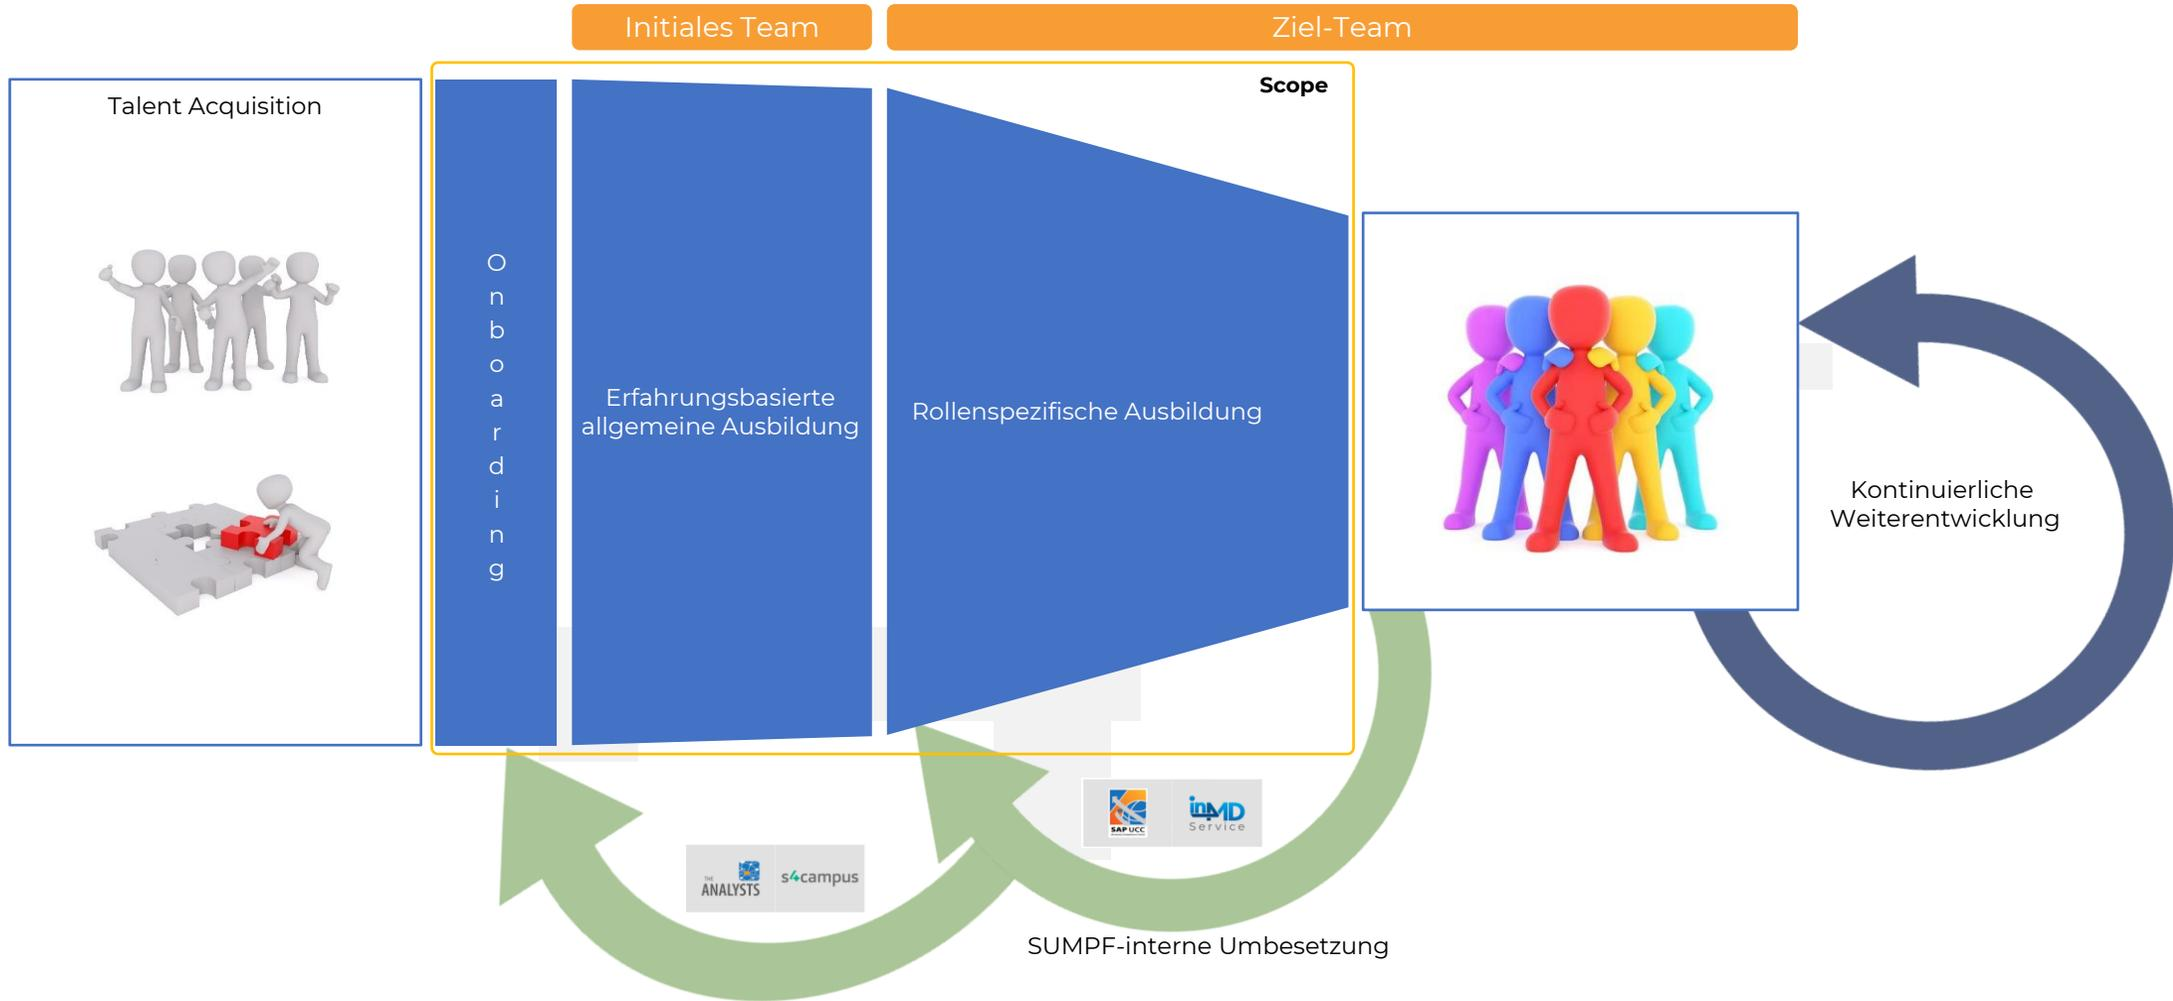 Initiales Team
Ziel-Team
Scope
Talent Acquisition
Onboarding
Erfahrungsbasierte
allgemeine Ausbildung
Rollenspezifische Ausbildung
Kontinuierliche
Weiterentwicklung
SAP UCC
inMD
Service
THE
ANALYSTS
s4campus
SUMPF-interne Umbesetzung